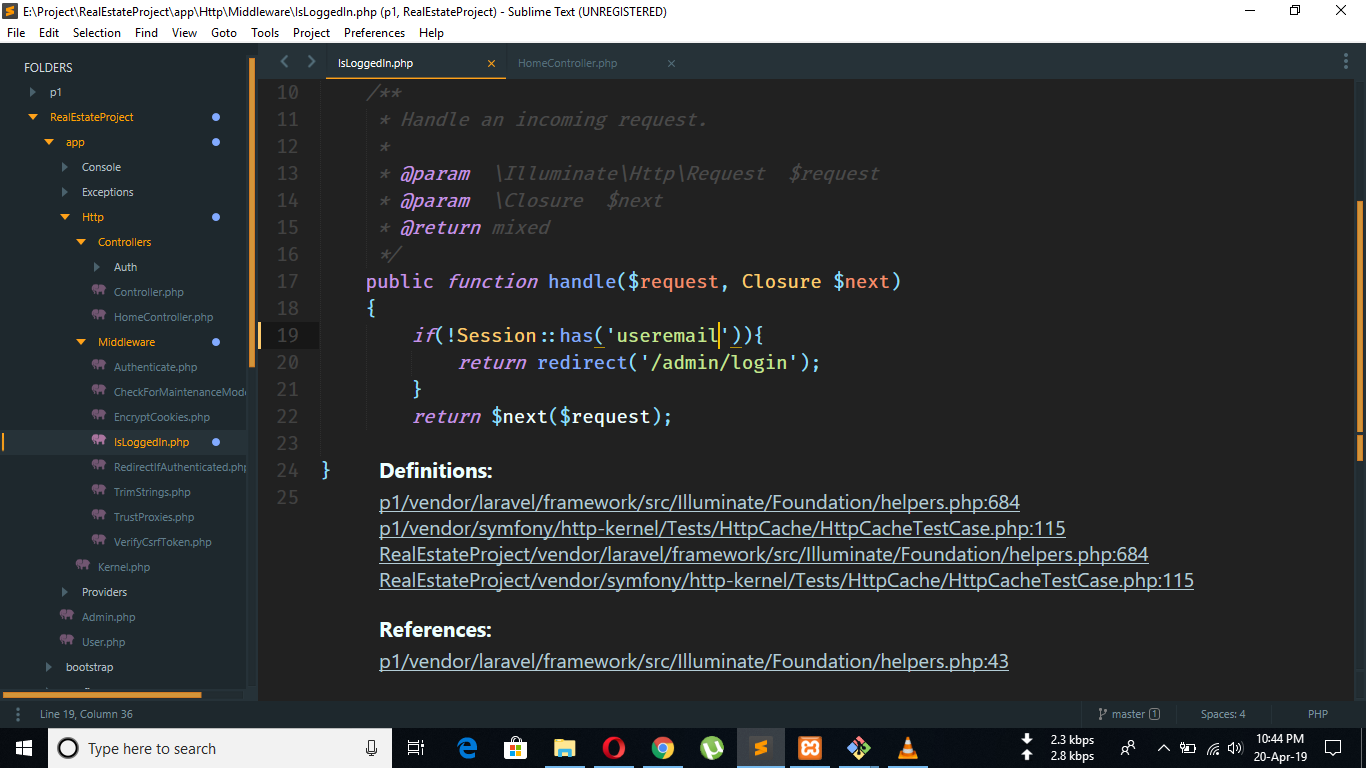 E:\Project\RealEstateProject\app\Http\Middleware\IsLoggedIn.php (p1, RealEstateProject) - Sublime Text (UNREGISTERED)
File Edit Selection Find View Goto Tools Project Preferences Help
FOLDERS
p1
RealEstateProject
app
Console
Exceptions
Http
Controllers
Auth
Controller.php
HomeController.php
Middleware
Authenticate.php
CheckForMaintenanceMode
EncryptCookies.php
IsLoggedIn.php
RedirectIfAuthenticated.php
TrimStrings.php
TrustProxies.php
VerifyCsrfToken.php
Kernel.php
Providers
Admin.php
User.php
bootstrap
IsLoggedIn.php × HomeController.php ×
10 /**
11 * Handle an incoming request.
12 *
13 * @param \Illuminate\Http\Request $request
14 * @param \Closure $next
15 * @return mixed
16 */
17 public function handle($request, Closure $next)
18 {
19 if(!Session::has('useremail')){
20 return redirect('/admin/login');
21 }
22 return $next($request);
23
24 }
25
Definitions:
p1/vendor/laravel/framework/src/Illuminate/Foundation/helpers.php:684
p1/vendor/symfony/http-kernel/Tests/HttpCache/HttpCacheTestCase.php:115
RealEstateProject/vendor/laravel/framework/src/Illuminate/Foundation/helpers.php:684
RealEstateProject/vendor/symfony/http-kernel/Tests/HttpCache/HttpCacheTestCase.php:115
References:
p1/vendor/laravel/framework/src/Illuminate/Foundation/helpers.php:43
Line 19, Column 36 master 1 Spaces: 4 PHP
Type here to search
2.3 kbps
2.8 kbps
10:44 PM
20-Apr-19